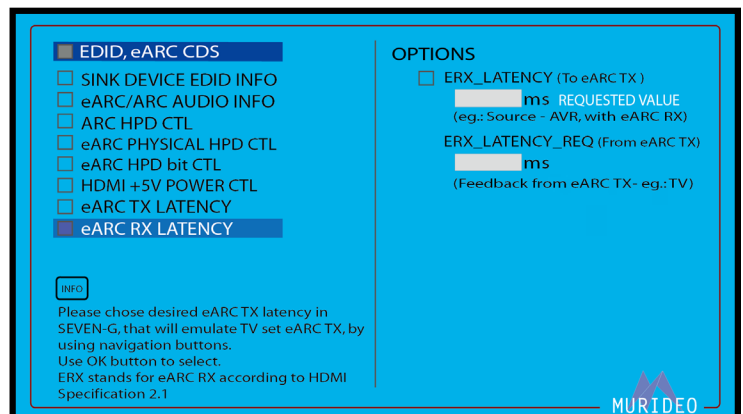 EDID, eARC CDS
SINK DEVICE EDID INFO
eARC/ARC AUDIO INFO
ARC HPD CTL
eARC PHYSICAL HPD CTL
eARC HPD bit CTL
HDMI +5V POWER CTL
eARC TX LATENCY
eARC RX LATENCY
INFO
Please chose desired eARC TX latency in
SEVEN-G, that will emulate TV set eARC TX, by
using navigation buttons.
Use OK button to select.
ERX stands for eARC RX according to HDMI
Specification 2.1
OPTIONS
ERX_LATENCY (To eARC TX )
ms REQUESTED VALUE
(eg.: Source - AVR, with eARC RX)
ERX_LATENCY_REQ (From eARC TX)
ms
(Feedback from eARC TX- eg.: TV)
MURIDEO